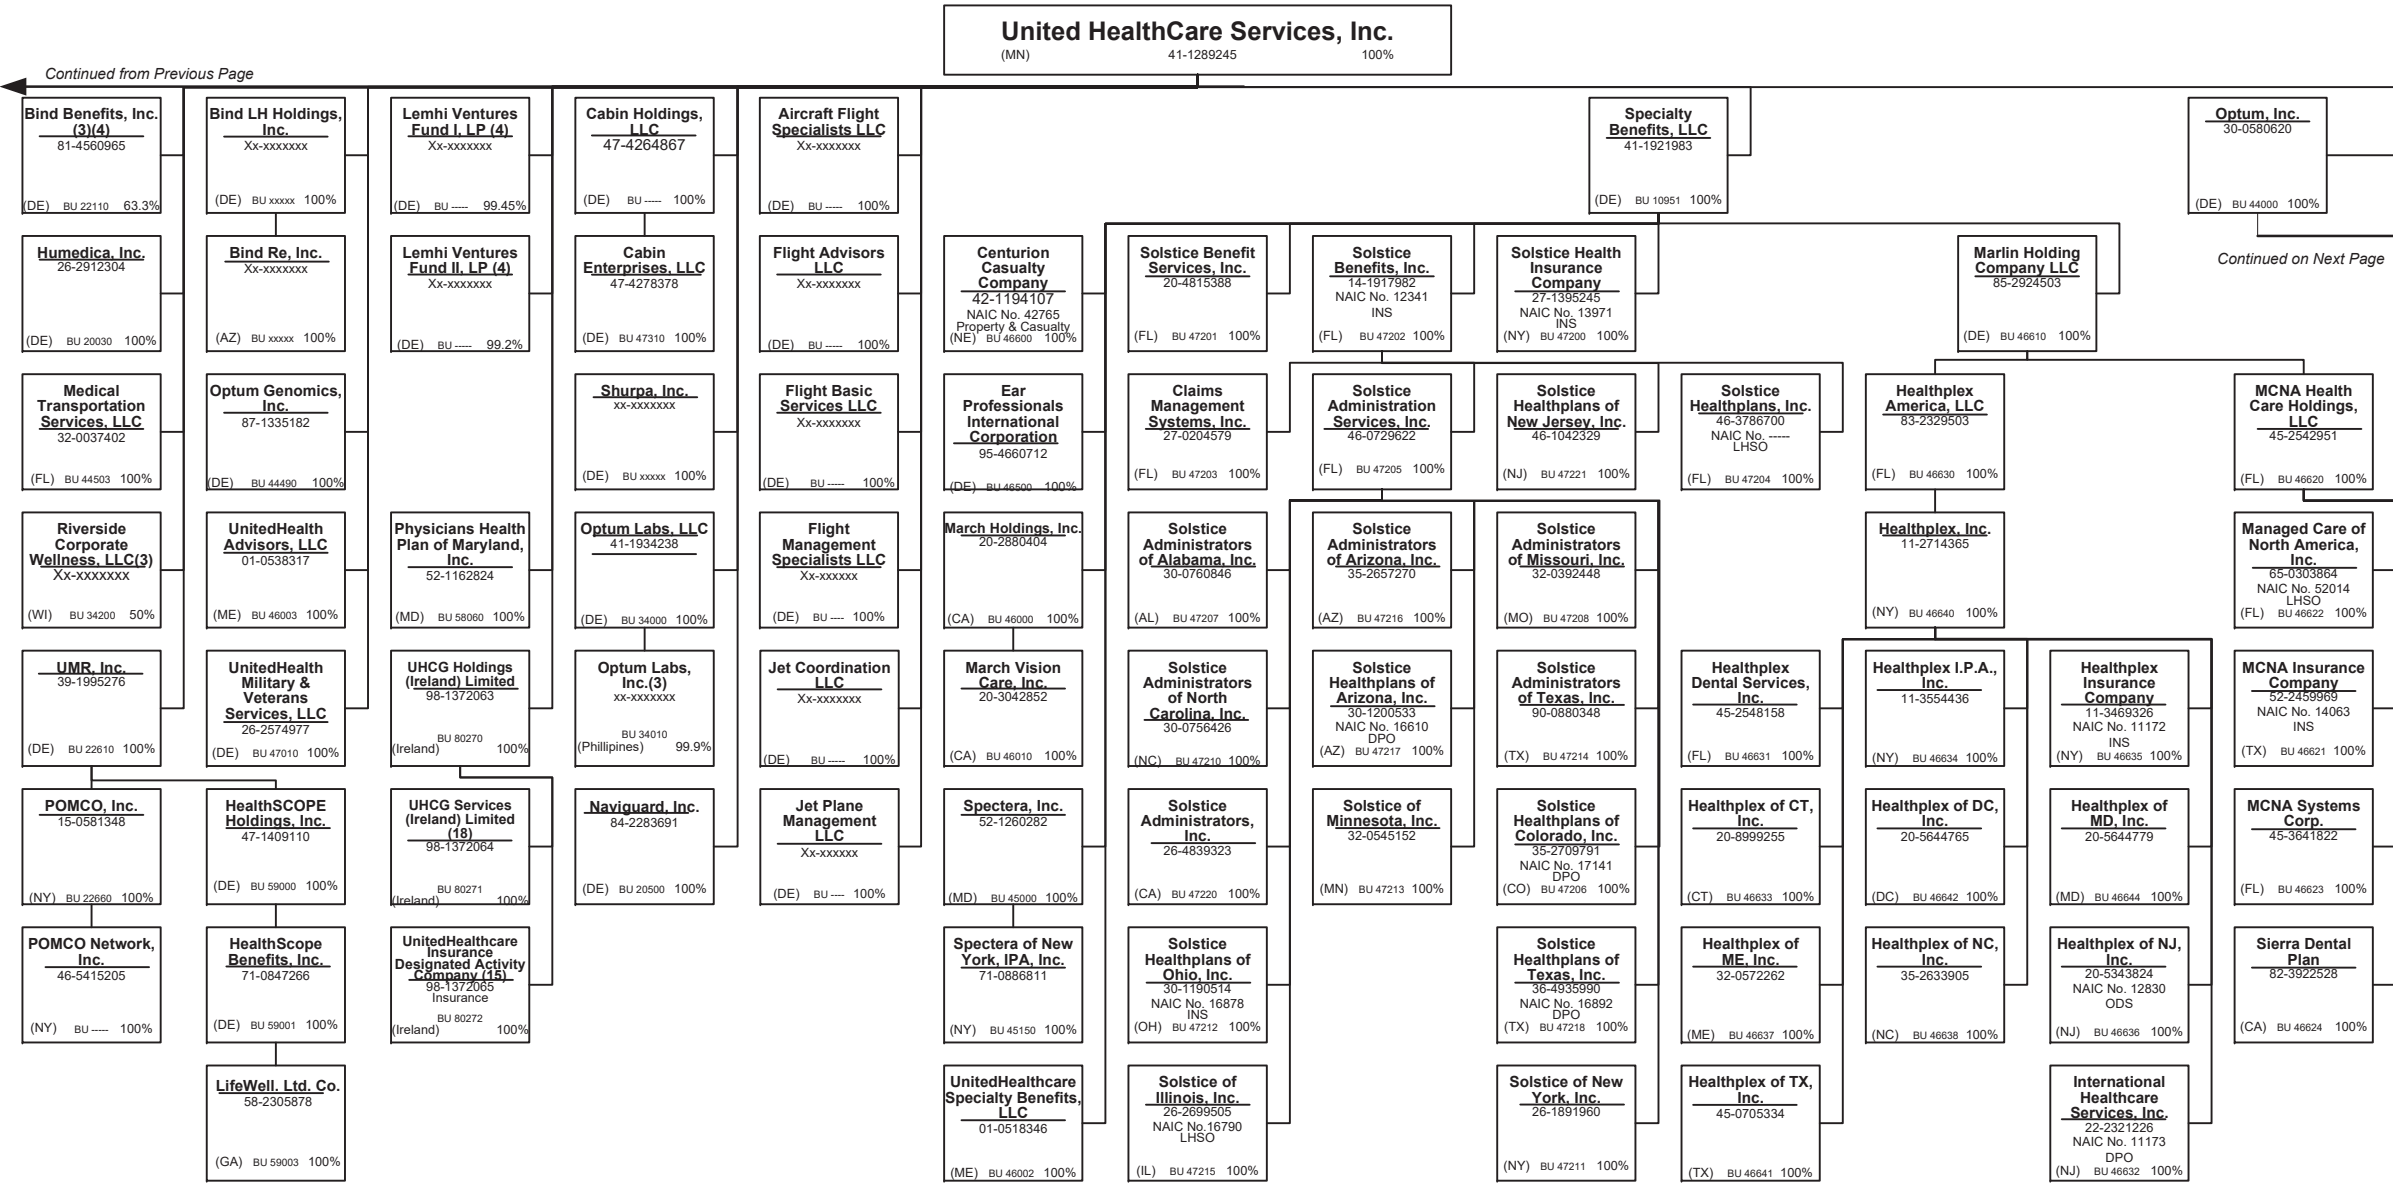 United HealthCare Services, Inc.
(MN) 41-1289245 100%
Continued from Previous Page
Bind Benefits, Inc.
(3)(4)
81-4560965
(DE) BU 22110 63.3%
Bind LH Holdings,
Inc.
Xx-xxxxxxx
(DE) BU xxxxx 100%
Lemhi Ventures
Fund I, LP (4)
Xx-xxxxxxx
(DE) BU ----- 99.45%
Cabin Holdings,
LLC
47-4264867
(DE) BU ----- 100%
Aircraft Flight
Specialists LLC
Xx-xxxxxxx
(DE) BU ----- 100%
Specialty
Benefits, LLC
41-1921983
(DE) BU 10951 100%
Optum, Inc.
30-0580620
(DE) BU 44000 100%
Continued on Next Page
Humedica, Inc.
26-2912304
(DE) BU 20030 100%
Bind Re, Inc.
Xx-xxxxxxx
(AZ) BU xxxxx 100%
Lemhi Ventures
Fund II, LP (4)
Xx-xxxxxxx
(DE) BU ----- 99.2%
Cabin
Enterprises, LLC
47-4278378
(DE) BU 47310 100%
Flight Advisors
LLC
Xx-xxxxxxx
(DE) BU ----- 100%
Centurion
Casualty
Company
42-1194107
NAIC No. 42765
Property & Casualty
(NE) BU 46600 100%
Solstice Benefit
Services, Inc.
20-4815388
(FL) BU 47201 100%
Solstice
Benefits, Inc.
14-1917982
NAIC No. 12341
INS
(FL) BU 47202 100%
Solstice Health
Insurance
Company
27-1395245
NAIC No. 13971
INS
(NY) BU 47200 100%
Marlin Holding
Company LLC
85-2924503
(DE) BU 46610 100%
Medical
Transportation
Services, LLC
32-0037402
(FL) BU 44503 100%
Optum Genomics,
Inc.
87-1335182
(DE) BU 44490 100%
Shurpa, Inc.
xx-xxxxxxx
(DE) BU xxxxx 100%
Flight Basic
Services LLC
Xx-xxxxxxx
(DE) BU ----- 100%
Ear
Professionals
International
Corporation
95-4660712
(DE) BU 46500 100%
Claims
Management
Systems, Inc.
27-0204579
(FL) BU 47203 100%
Solstice
Administration
Services, Inc.
46-0729622
(FL) BU 47205 100%
Solstice
Healthplans of
New Jersey, Inc.
46-1042329
(NJ) BU 47221 100%
Solstice
Healthplans, Inc.
46-3786700
NAIC No. -----
LHSO
(FL) BU 47204 100%
Healthplex
America, LLC
83-2329503
(FL) BU 46630 100%
MCNA Health
Care Holdings,
LLC
45-2542951
(FL) BU 46620 100%
Riverside
Corporate
Wellness, LLC(3)
Xx-xxxxxxx
(WI) BU 34200 50%
UnitedHealth
Advisors, LLC
01-0538317
(ME) BU 46003 100%
Physicians Health
Plan of Maryland,
Inc.
52-1162824
(MD) BU 58060 100%
Optum Labs, LLC
41-1934238
(DE) BU 34000 100%
Flight
Management
Specialists LLC
Xx-xxxxxx
(DE) BU ---- 100%
March Holdings, Inc.
20-2880404
(CA) BU 46000 100%
Solstice
Administrators
of Alabama, Inc.
30-0760846
(AL) BU 47207 100%
Solstice
Administrators
of Arizona, Inc.
35-2657270
(AZ) BU 47216 100%
Solstice
Administrators
of Missouri, Inc.
32-0392448
(MO) BU 47208 100%
Healthplex, Inc.
11-2714365
(NY) BU 46640 100%
Managed Care of
North America,
Inc.
65-0303864
NAIC No. 52014
LHSO
(FL) BU 46622 100%
UMR, Inc.
39-1995276
(DE) BU 22610 100%
UnitedHealth
Military &
Veterans
Services, LLC
26-2574977
(DE) BU 47010 100%
UHCG Holdings
(Ireland) Limited
98-1372063
BU 80270
(Ireland) 100%
Optum Labs,
Inc.(3)
xx-xxxxxxx
BU 34010
(Phillipines) 99.9%
Jet Coordination
LLC
Xx-xxxxxxx
(DE) BU ----- 100%
March Vision
Care, Inc.
20-3042852
(CA) BU 46010 100%
Solstice
Administrators
of North
Carolina, Inc.
30-0756426
(NC) BU 47210 100%
Solstice
Healthplans of
Arizona, Inc.
30-1200533
NAIC No. 16610
DPO
(AZ) BU 47217 100%
Solstice
Administrators
of Texas, Inc.
90-0880348
(TX) BU 47214 100%
Healthplex
Dental Services,
Inc.
45-2548158
(FL) BU 46631 100%
Healthplex I.P.A.,
Inc.
11-3554436
(NY) BU 46634 100%
Healthplex
Insurance
Company
11-3469326
NAIC No. 11172
INS
(NY) BU 46635 100%
MCNA Insurance
Company
52-2459969
NAIC No. 14063
INS
(TX) BU 46621 100%
POMCO, Inc.
15-0581348
(NY) BU 22660 100%
HealthSCOPE
Holdings, Inc.
47-1409110
(DE) BU 59000 100%
UHCG Services
(Ireland) Limited
(18)
98-1372064
BU 80271
(Ireland) 100%
Naviguard, Inc.
84-2283691
(DE) BU 20500 100%
Jet Plane
Management
LLC
Xx-xxxxxx
(DE) BU ---- 100%
Spectera, Inc.
52-1260282
(MD) BU 45000 100%
Solstice
Administrators,
Inc.
26-4839323
(CA) BU 47220 100%
Solstice of
Minnesota, Inc.
32-0545152
(MN) BU 47213 100%
Solstice
Healthplans of
Colorado, Inc.
35-2709791
NAIC No. 17141
DPO
(CO) BU 47206 100%
Healthplex of CT,
Inc.
20-8999255
(CT) BU 46633 100%
Healthplex of DC,
Inc.
20-5644765
(DC) BU 46642 100%
Healthplex of
MD, Inc.
20-5644779
(MD) BU 46644 100%
MCNA Systems
Corp.
45-3641822
(FL) BU 46623 100%
POMCO Network,
Inc.
46-5415205
(NY) BU ----- 100%
HealthScope
Benefits, Inc.
71-0847266
(DE) BU 59001 100%
UnitedHealthcare
Insurance
Designated Activity
Company (15)
98-1372065
Insurance
BU 80272
(Ireland) 100%
Spectera of New
York, IPA, Inc.
71-0886811
(NY) BU 45150 100%
Solstice
Healthplans of
Ohio, Inc.
30-1190514
NAIC No. 16878
INS
(OH) BU 47212 100%
Solstice
Healthplans of
Texas, Inc.
36-4935990
NAIC No. 16892
DPO
(TX) BU 47218 100%
Healthplex of
ME, Inc.
32-0572262
(ME) BU 46637 100%
Healthplex of NC,
Inc.
35-2633905
(NC) BU 46638 100%
Healthplex of NJ,
Inc.
20-5343824
NAIC No. 12830
ODS
(NJ) BU 46636 100%
Sierra Dental
Plan
82-3922528
(CA) BU 46624 100%
LifeWell. Ltd. Co.
58-2305878
(GA) BU 59003 100%
UnitedHealthcare
Specialty Benefits,
LLC
01-0518346
(ME) BU 46002 100%
Solstice of
Illinois, Inc.
26-2699505
NAIC No.16790
LHSO
(IL) BU 47215 100%
Solstice of New
York, Inc.
26-1891960
(NY) BU 47211 100%
Healthplex of TX,
Inc.
45-0705334
(TX) BU 46641 100%
International
Healthcare
Services, Inc.
22-2321226
NAIC No. 11173
DPO
(NJ) BU 46632 100%